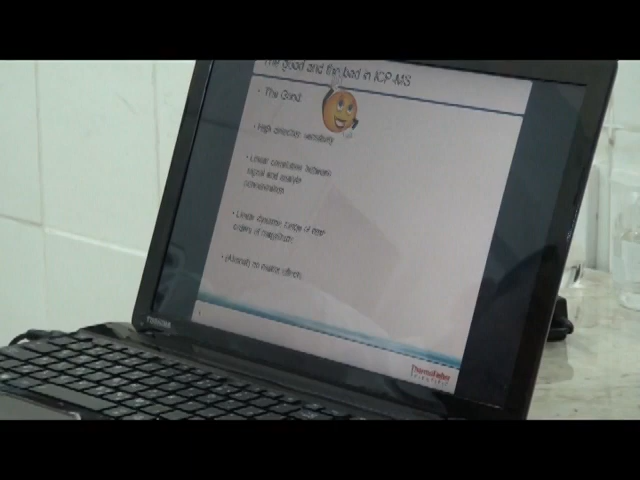 The good and the bad in ICP-MS
• The Good
• High detection sensitivity
• Linear correlation between
signal and analyte
concentration
• Linear dynamic range of nine
orders of magnitude
• (Almost) no matrix effects
ThermoFisher
SCIENTIFIC
TOSHIBA